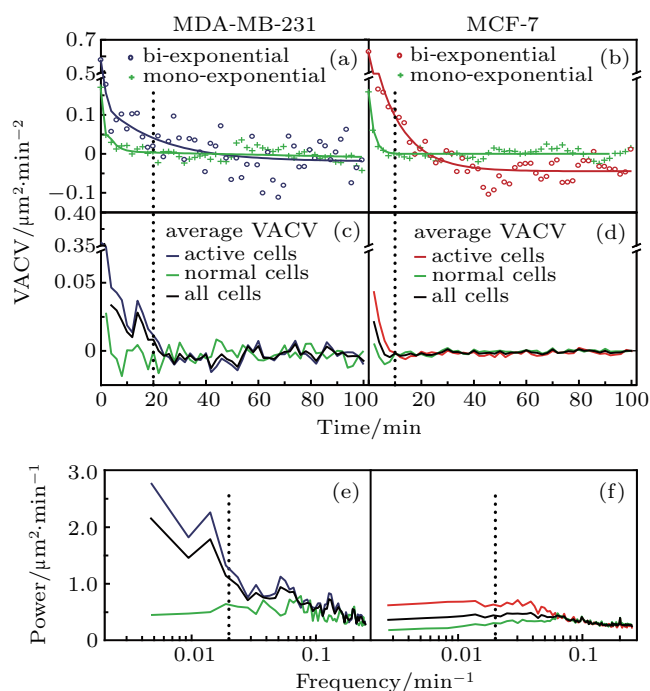 MDA-MB-231 MCF-7
0.7
0.5
0.1
0
−0.1
bi-exponential (a)
mono-exponential
bi-exponential (b)
mono-exponential
VACV/μm²·min⁻²
0.40
0.35
0.05
0
average VACV (c)
active cells
normal cells
all cells
average VACV (d)
active cells
normal cells
all cells
0 20 40 60 80 100 0 20 40 60 80 100
Time/min
Power/μm²·min⁻¹
3.0
2.0
1.0
0
(e) (f)
0.01 0.1 0.01 0.1
Frequency/min⁻¹